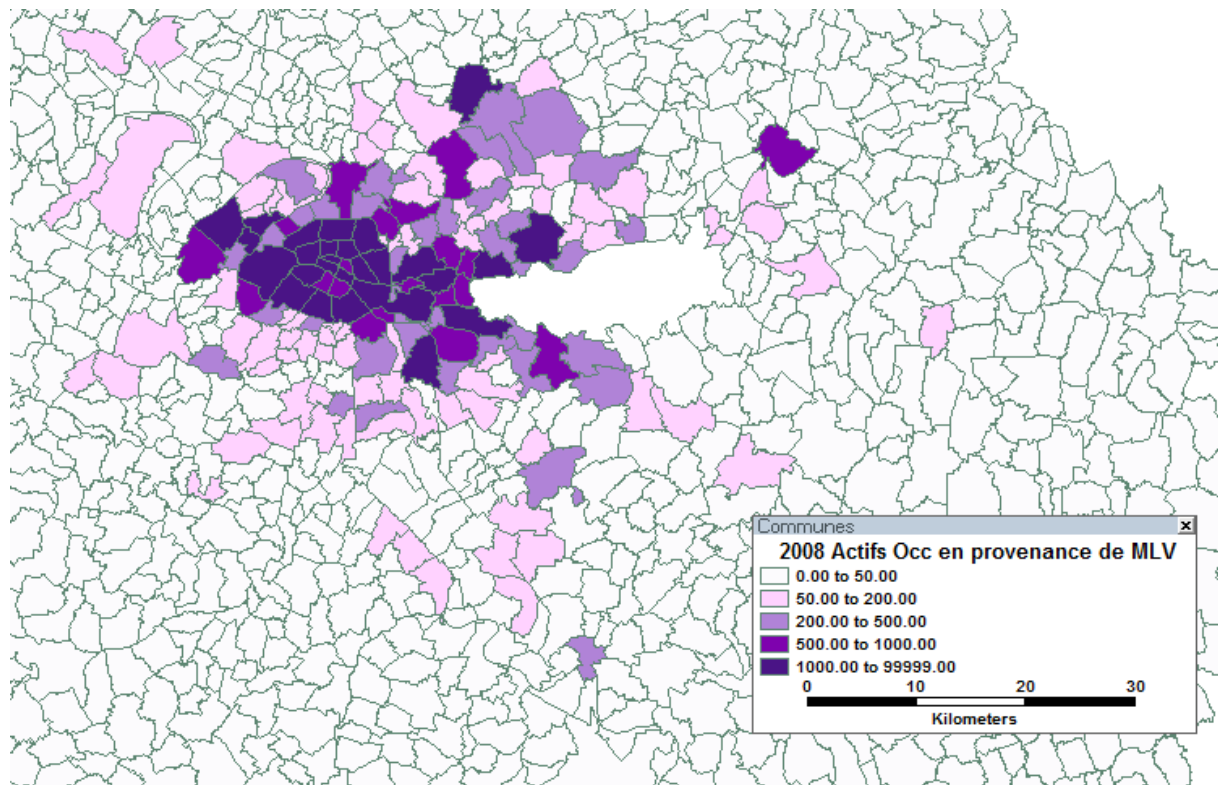 Communes
2008 Actifs Occ en provenance de MLV
0.00 to 50.00
50.00 to 200.00
200.00 to 500.00
500.00 to 1000.00
1000.00 to 99999.00
0 10 20 30
Kilometers